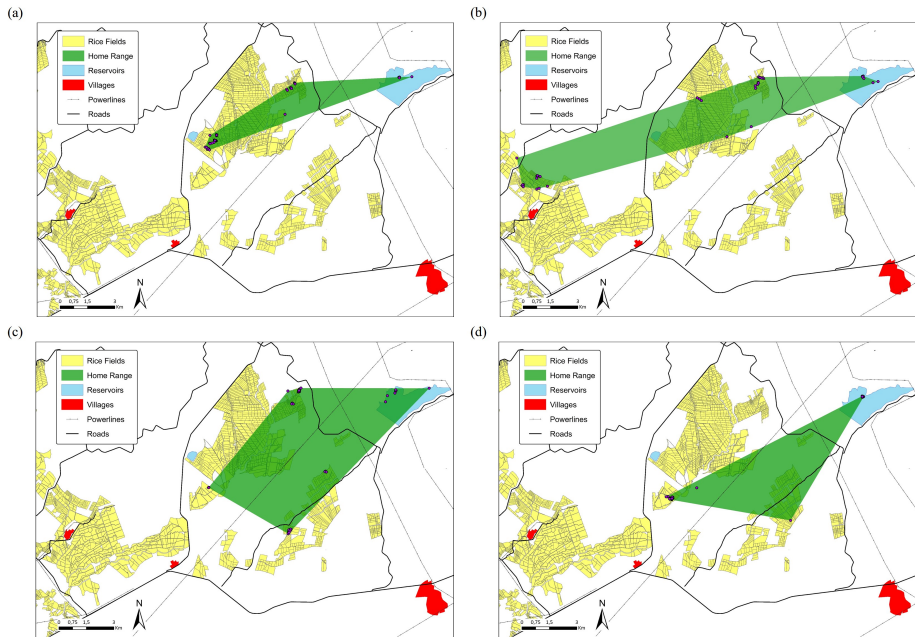 (a)
Rice Fields
Home Range
Reservoirs
Villages
Powerlines
Roads
N
0 0,75 1,5 3
Km
(b)
Rice Fields
Home Range
Reservoirs
Villages
Powerlines
Roads
N
0 0,75 1,5 3
Km
(c)
Rice Fields
Home Range
Reservoirs
Villages
Powerlines
Roads
N
0 0,75 1,5 3
Km
(d)
Rice Fields
Home Range
Reservoirs
Villages
Powerlines
Roads
N
0 0,75 1,5 3
Km